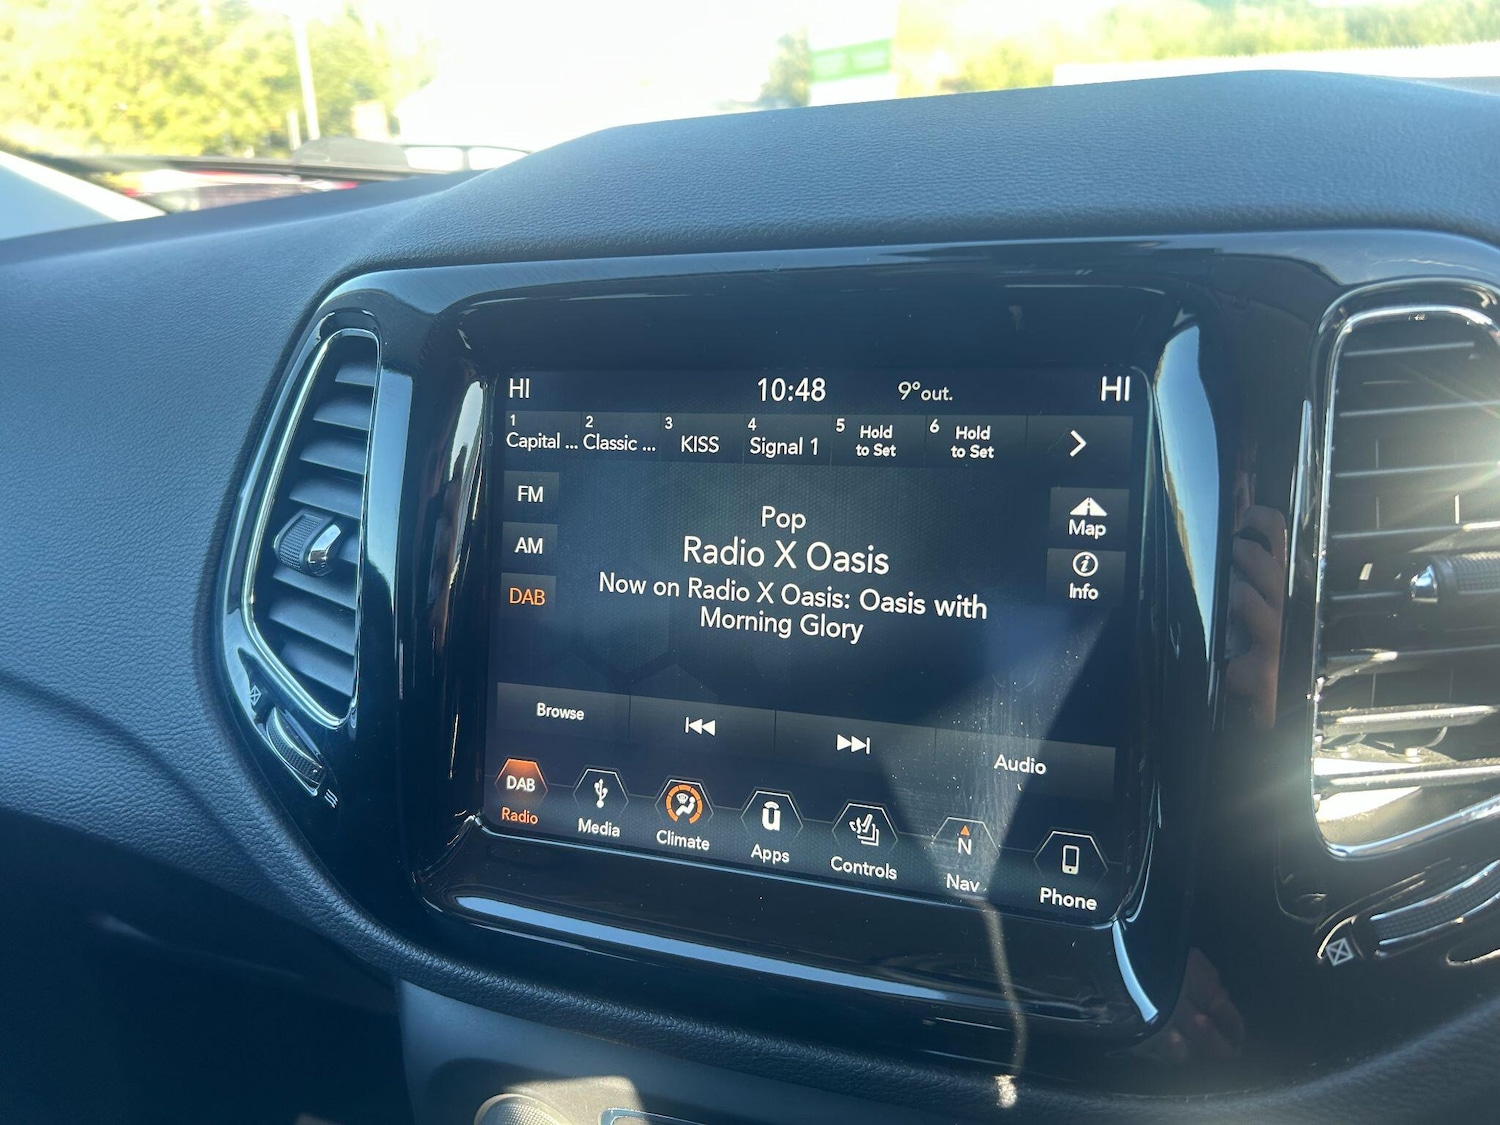 HI 10:48 9°out. HI
1 Capital ... 2 Classic ... 3 KISS 4 Signal 1 5 Hold to Set 6 Hold to Set
FM
AM
DAB
Pop
Radio X Oasis
Now on Radio X Oasis: Oasis with
Morning Glory
Map
Info
Browse Audio
DAB N
Radio Media Climate Apps Controls Nav Phone